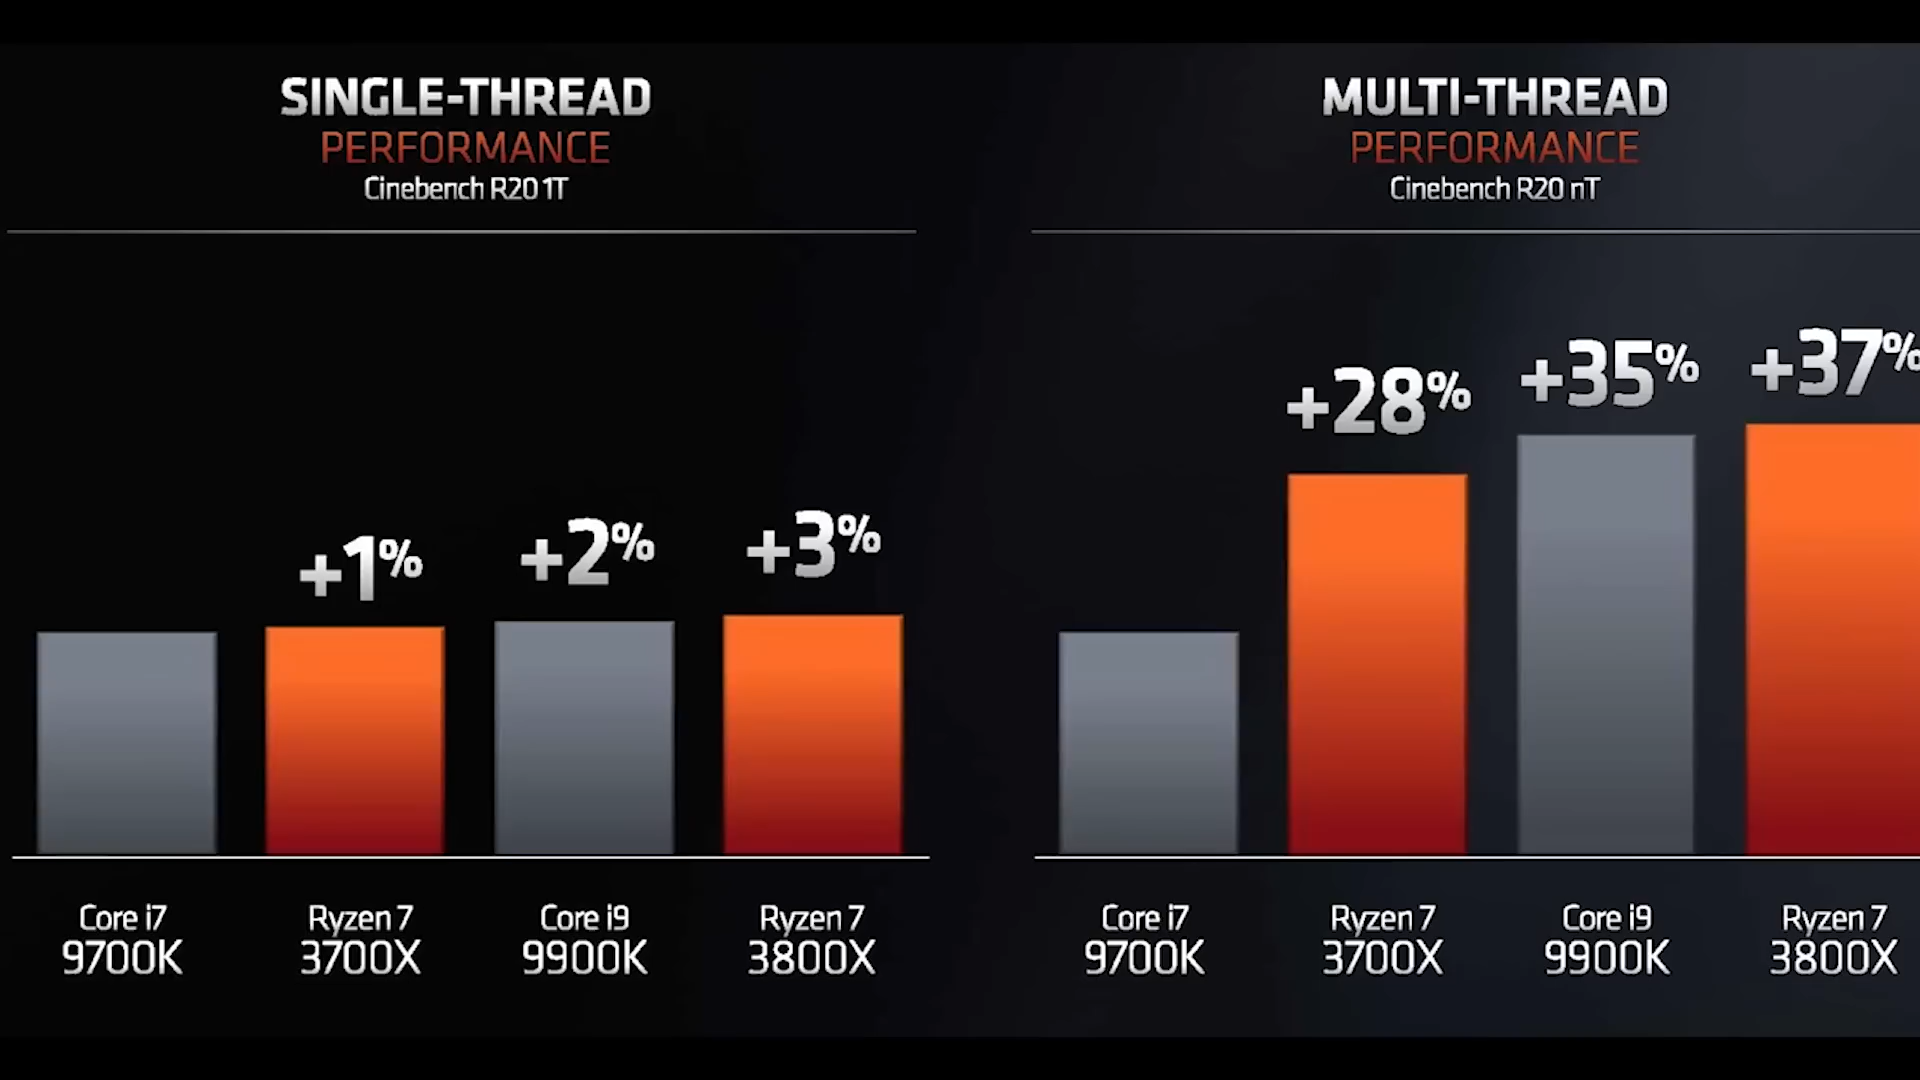 SINGLE-THREAD
PERFORMANCE
Cinebench R20 1T
+1%
+2%
+3%
Core i7
9700K
Ryzen 7
3700X
Core i9
9900K
Ryzen 7
3800X
MULTI-THREAD
PERFORMANCE
Cinebench R20 nT
+28%
+35%
+37%
Core i7
9700K
Ryzen 7
3700X
Core i9
9900K
Ryzen 7
3800X